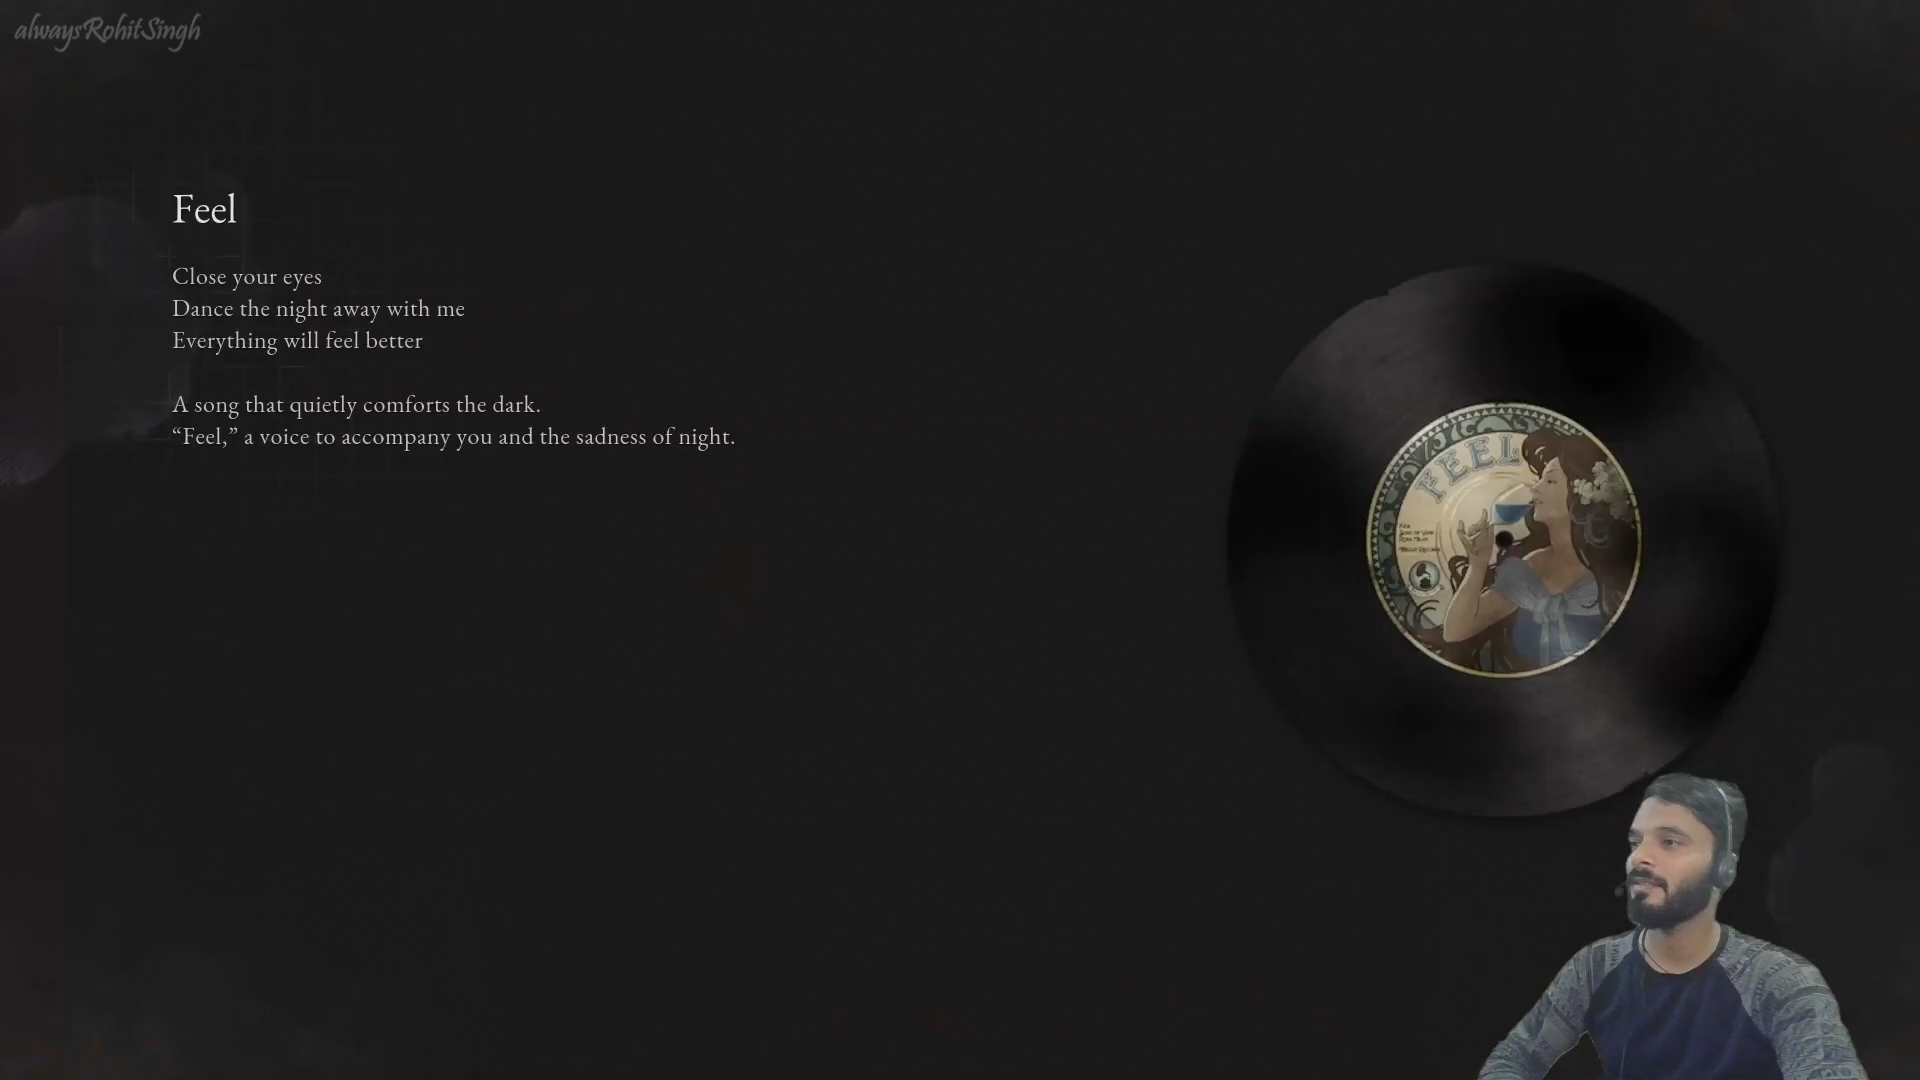 alwaysRohitSingh
Feel
Close your eyes
Dance the night away with me
Everything will feel better
A song that quietly comforts the dark.
“Feel,” a voice to accompany you and the sadness of night.
FEEL